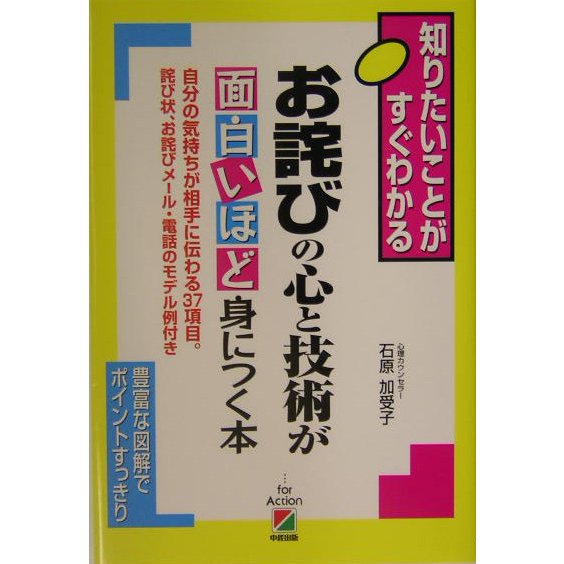 知りたいことが
すぐわかる
お詫びの心と技術が
面白いほど身につく本
自分の気持ちが相手に伝わる37項目。
詫び状、お詫びメール・電話のモデル例付き
心理カウンセラー
石原 加受子
豊富な図解で
ポイントすっきり
…for
Action
中経出版